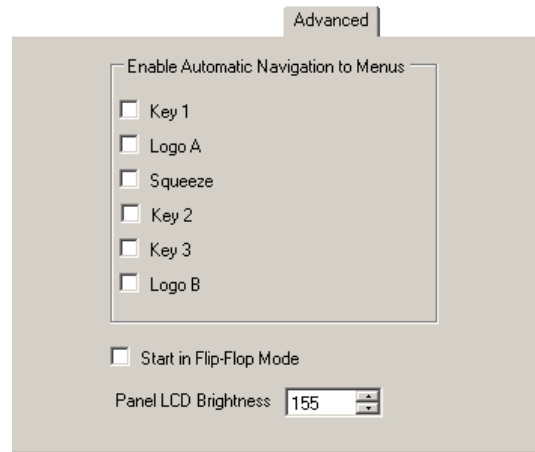 Advanced
Enable Automatic Navigation to Menus
Key 1
Logo A
Squeeze
Key 2
Key 3
Logo B
Start in Flip-Flop Mode
Panel LCD Brightness 155